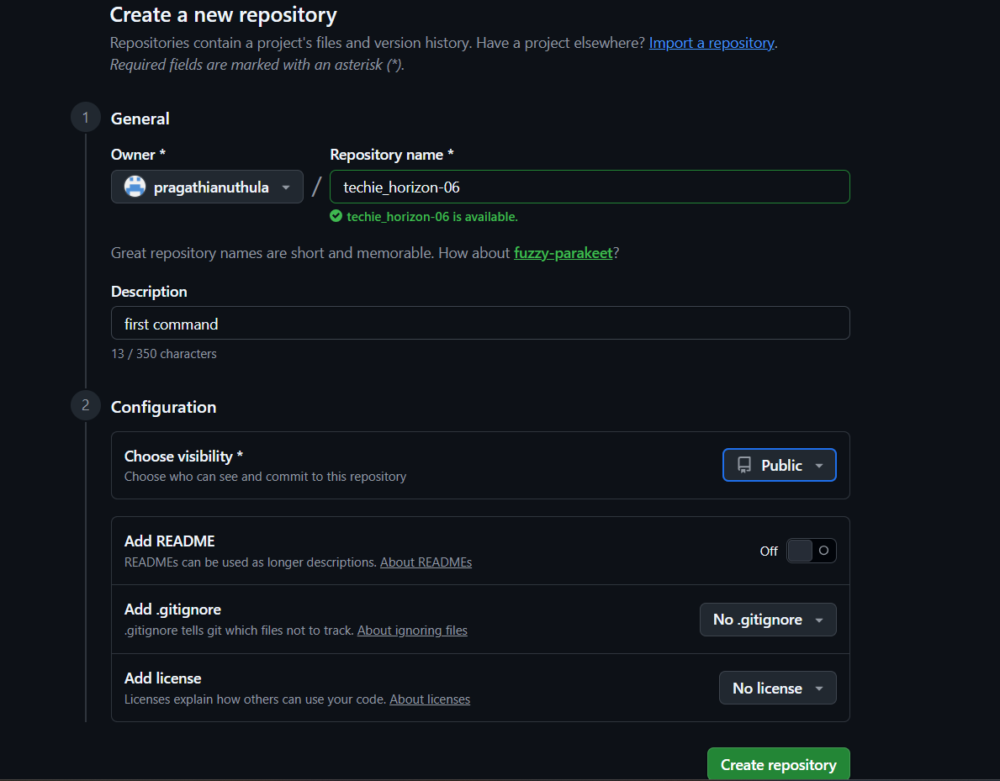 Create a new repository
Repositories contain a project's files and version history. Have a project elsewhere? Import a repository.
Required fields are marked with an asterisk (*).
1 General
Owner * Repository name *
pragathianuthula / techie_horizon-06
techie_horizon-06 is available.
Great repository names are short and memorable. How about fuzzy-parakeet?
Description
first command
13 / 350 characters
2 Configuration
Choose visibility *
Choose who can see and commit to this repository
Public
Add README
READMEs can be used as longer descriptions. About READMEs
Off
Add .gitignore
.gitignore tells git which files not to track. About ignoring files
No .gitignore
Add license
Licenses explain how others can use your code. About licenses
No license
Create repository